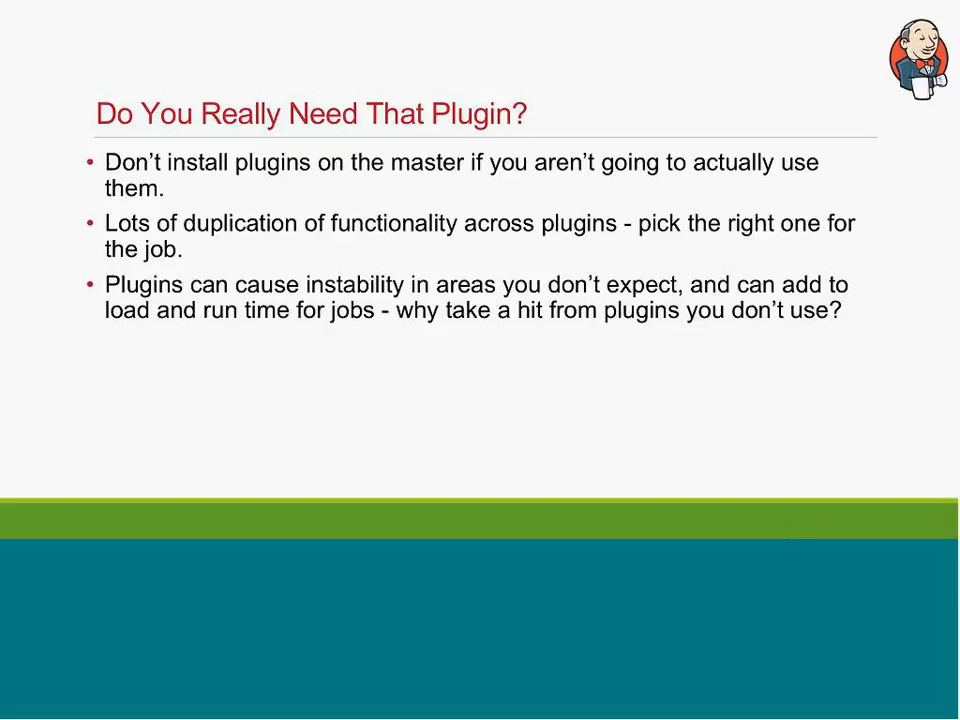 Do You Really Need That Plugin?
• Don’t install plugins on the master if you aren’t going to actually use
them.
• Lots of duplication of functionality across plugins - pick the right one for
the job.
• Plugins can cause instability in areas you don’t expect, and can add to
load and run time for jobs - why take a hit from plugins you don’t use?